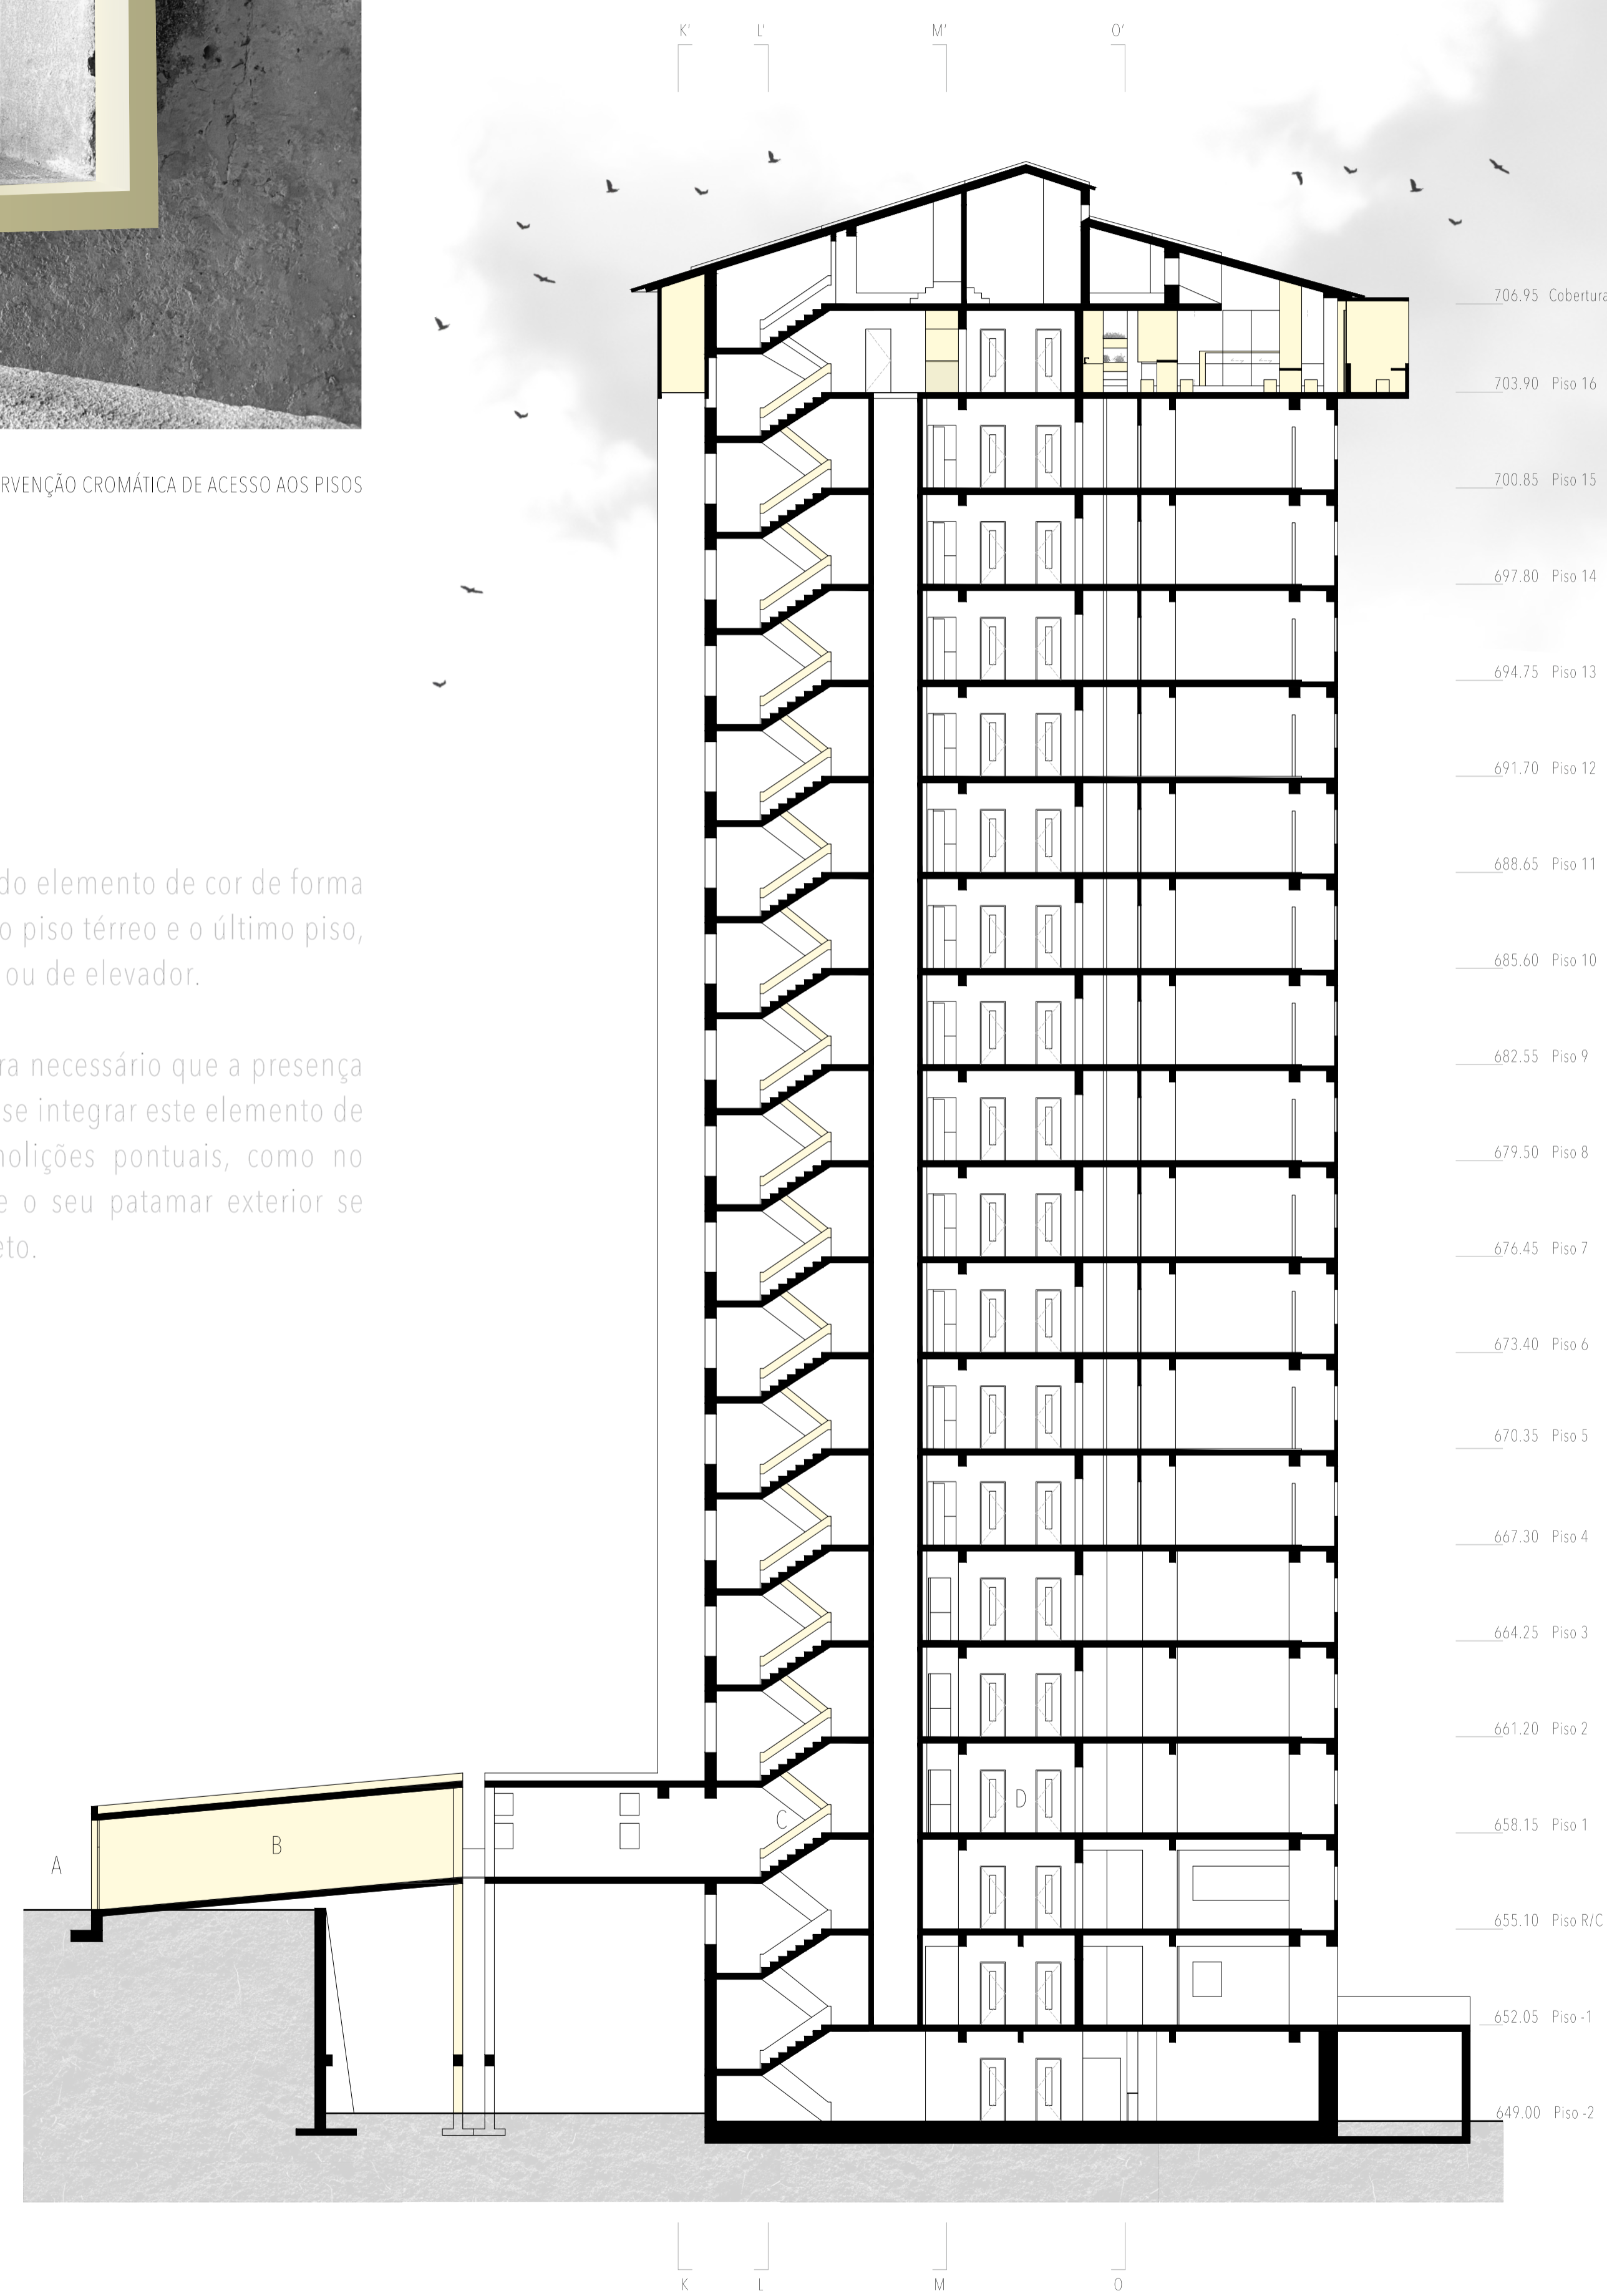 K'
L'
M'
O'
RVENÇÃO CROMÁTICA DE ACESSO AOS PISOS
do elemento de cor de forma
o piso térreo e o último piso,
ou de elevador.
ra necessário que a presença
se integrar este elemento de
nolições pontuais, como no
e o seu patamar exterior se
eto.
706.95 Cobertura
703.90 Piso 16
700.85 Piso 15
697.80 Piso 14
694.75 Piso 13
691.70 Piso 12
688.65 Piso 11
685.60 Piso 10
682.55 Piso 9
679.50 Piso 8
676.45 Piso 7
673.40 Piso 6
670.35 Piso 5
667.30 Piso 4
664.25 Piso 3
661.20 Piso 2
658.15 Piso 1
655.10 Piso R/C
652.05 Piso -1
649.00 Piso -2
A
B
C
D
K
L
M
O